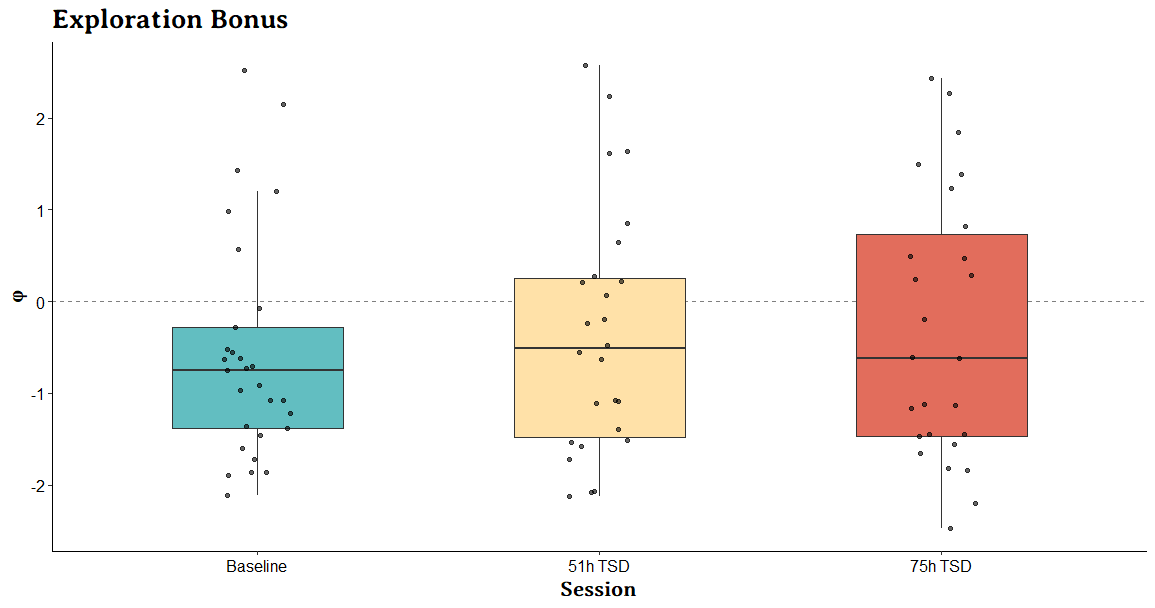 Exploration Bonus
2
1
0
-1
-2
φ
Baseline
51h TSD
75h TSD
Session